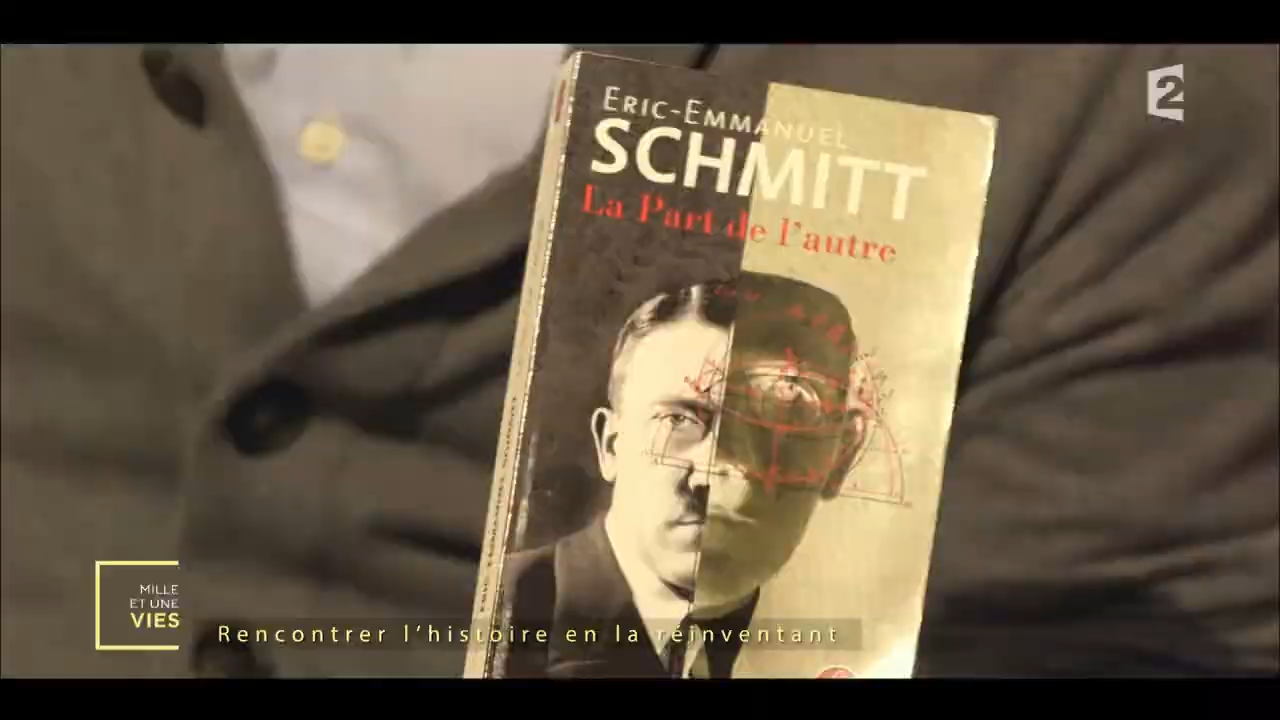 2
ERIC-EMMANUEL
SCHMITT
La Part de l'autre
MILLE
ET UNE
VIES
Rencontrer l'histoire en la réinventant